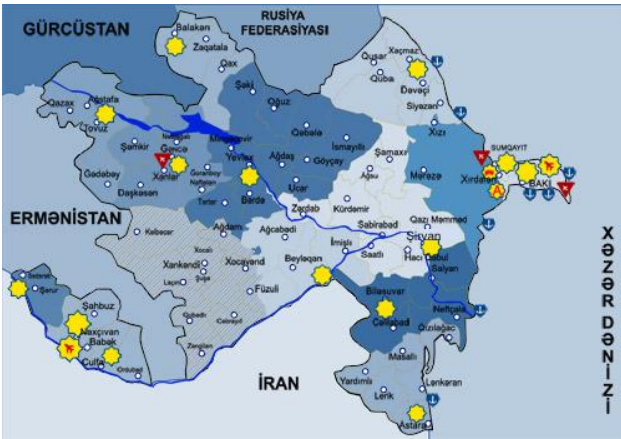 GÜRCÜSTAN
RUSİYA
FEDERASİYASI
Balakən
Zaqatala
Qax
Şəki
Oğuz
Qəbələ
İsmayıllı
Göyçay
Ağdaş
Ucar
Qusar
Xaçmaz
Quba
Dəvəçi
Siyəzən
Xızı
SUMQAYIT
Xırdalan
A
BAKI
Qazax
Ağstafa
Tovuz
Şəmkir
Gəncə
Xanlar
Goranboy
Naftalan
Gədəbəy
Daşkəsən
Mingəçevir
Yevlax
Bərdə
Tərtər
Şamaxı
Ağsu
Mərəzə
Kürdəmir
Zərdab
ERMƏNİSTAN
Kəlbəcər
Ağdam
Ağcabədi
Xocalı
Xankəndi
Şuşa
Laçın
Xocavənd
Füzuli
Beyləqan
İmişli
Sabirabad
Saatlı
Qazı Məmməd
Şirvan
Hacı Qabul
Salyan
Biləsuvar
Cəlilabad
Neftçala
Qızılağac
Masallı
Yardımlı
Lənkəran
Lerik
Astara
Qubadlı
Cəbrayıl
Zəngilan
Sədərək
Şərur
Şahbuz
Naxçıvan
Babək
Culfa
Ordubad
İRAN
XƏZƏR DƏNİZİ